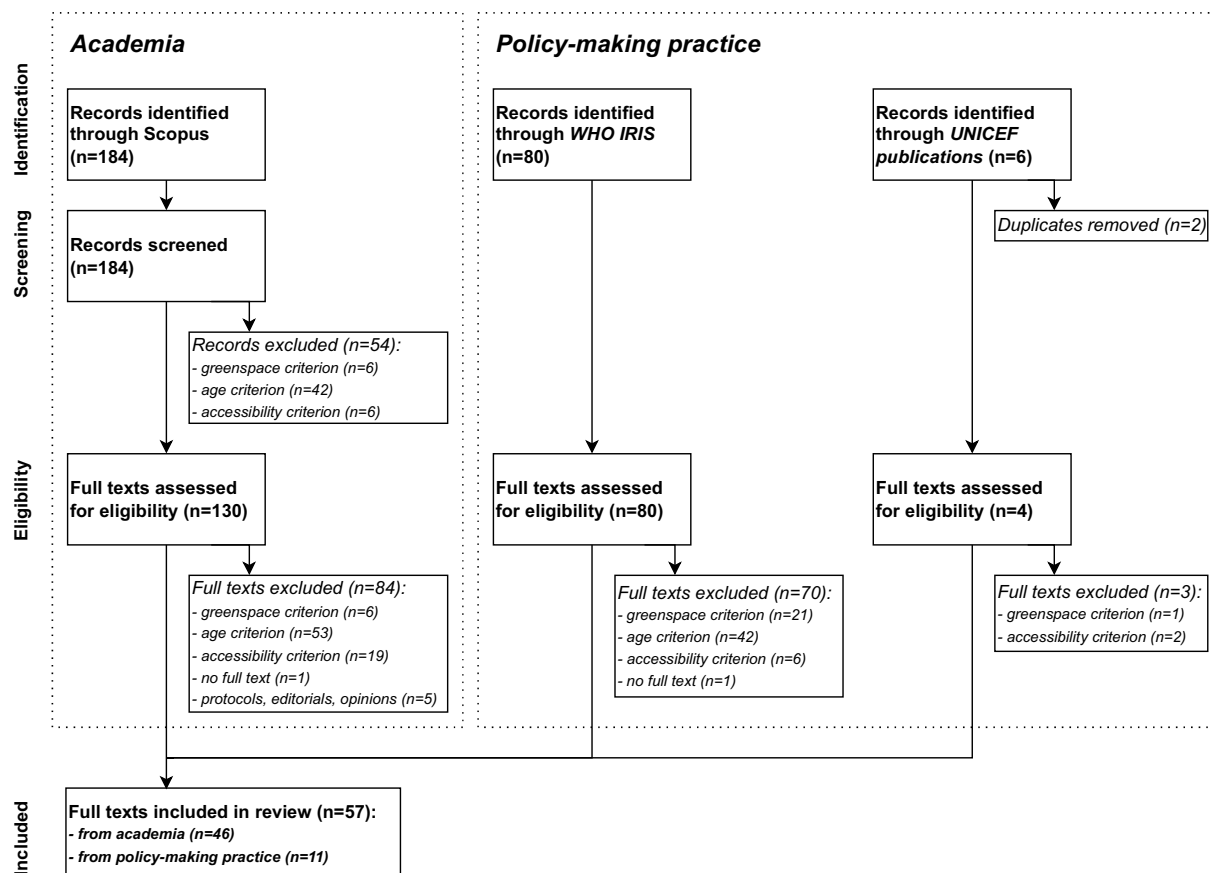 Academia
Policy-making practice
Identification
Records identified
through Scopus
(n=184)
Records identified
through WHO IRIS
(n=80)
Records identified
through UNICEF
publications (n=6)
Duplicates removed (n=2)
Screening
Records screened
(n=184)
Records excluded (n=54):
- greenspace criterion (n=6)
- age criterion (n=42)
- accessibility criterion (n=6)
Eligibility
Full texts assessed
for eligibility (n=130)
Full texts assessed
for eligibility (n=80)
Full texts assessed
for eligibility (n=4)
Full texts excluded (n=84):
- greenspace criterion (n=6)
- age criterion (n=53)
- accessibility criterion (n=19)
- no full text (n=1)
- protocols, editorials, opinions (n=5)
Full texts excluded (n=70):
- greenspace criterion (n=21)
- age criterion (n=42)
- accessibility criterion (n=6)
- no full text (n=1)
Full texts excluded (n=3):
- greenspace criterion (n=1)
- accessibility criterion (n=2)
Included
Full texts included in review (n=57):
- from academia (n=46)
- from policy-making practice (n=11)